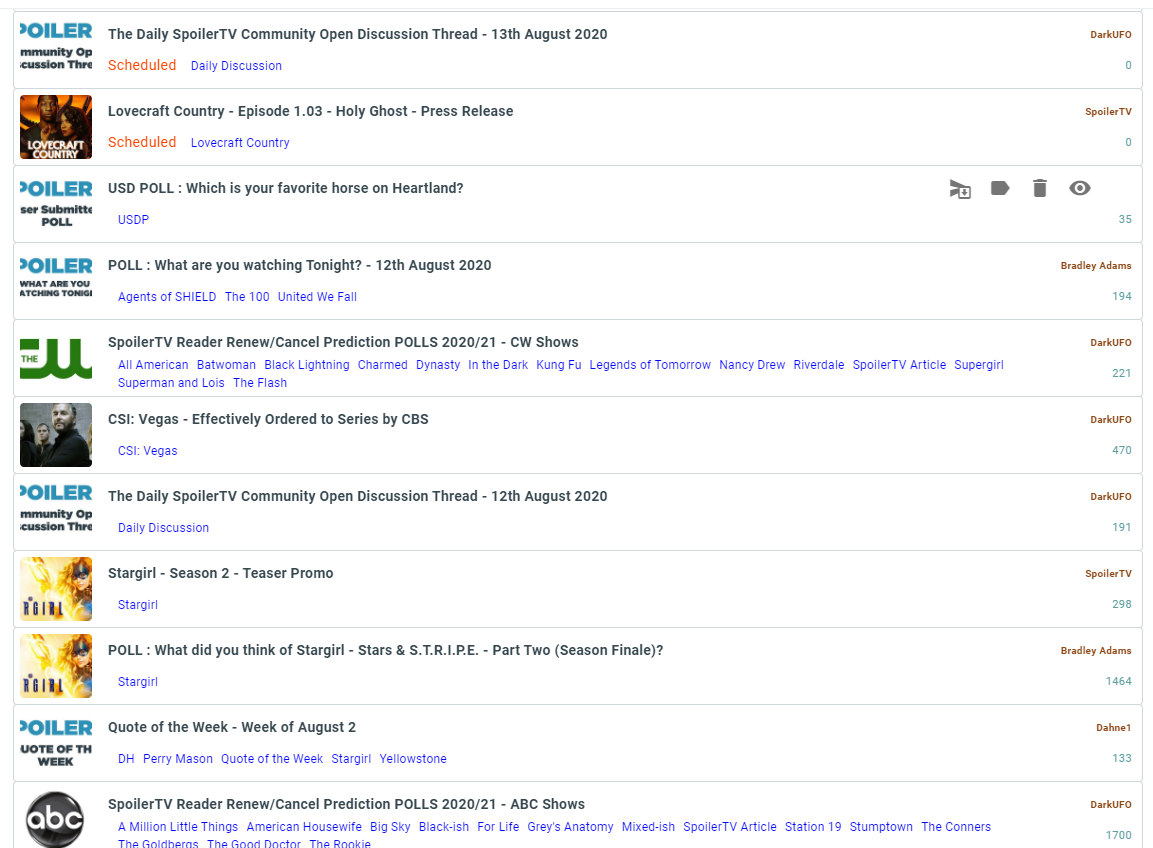 POILER
mmunity Op
cussion Thre
The Daily SpoilerTV Community Open Discussion Thread - 13th August 2020
DarkUFO
Scheduled Daily Discussion
0
LOVECRAFT
COUNTRY
Lovecraft Country - Episode 1.03 - Holy Ghost - Press Release
SpoilerTV
Scheduled Lovecraft Country
0
POILER
ser Submitte
POLL
USD POLL : Which is your favorite horse on Heartland?
USDP
35
POILER
WHAT ARE YOU
ATCHING TONIGI
POLL : What are you watching Tonight? - 12th August 2020
Bradley Adams
Agents of SHIELD The 100 United We Fall
194
THE
CW
SpoilerTV Reader Renew/Cancel Prediction POLLS 2020/21 - CW Shows
DarkUFO
All American Batwoman Black Lightning Charmed Dynasty In the Dark Kung Fu Legends of Tomorrow Nancy Drew Riverdale SpoilerTV Article Supergirl
Superman and Lois The Flash
221
CSI: Vegas - Effectively Ordered to Series by CBS
DarkUFO
CSI: Vegas
470
POILER
mmunity Op
cussion Thre
The Daily SpoilerTV Community Open Discussion Thread - 12th August 2020
DarkUFO
Daily Discussion
191
RGIRL
Stargirl - Season 2 - Teaser Promo
SpoilerTV
Stargirl
298
RGIRL
POLL : What did you think of Stargirl - Stars & S.T.R.I.P.E. - Part Two (Season Finale)?
Bradley Adams
Stargirl
1464
POILER
UOTE OF TH
WEEK
Quote of the Week - Week of August 2
Dahne1
DH Perry Mason Quote of the Week Stargirl Yellowstone
133
abc
SpoilerTV Reader Renew/Cancel Prediction POLLS 2020/21 - ABC Shows
DarkUFO
A Million Little Things American Housewife Big Sky Black-ish For Life Grey's Anatomy Mixed-ish SpoilerTV Article Station 19 Stumptown The Conners
The Goldbergs The Good Doctor The Rookie
1700